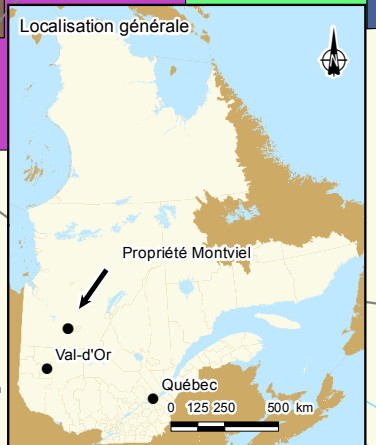 Localisation générale
N
Propriété Montviel
Val-d'Or
Québec
0 125 250 500 km